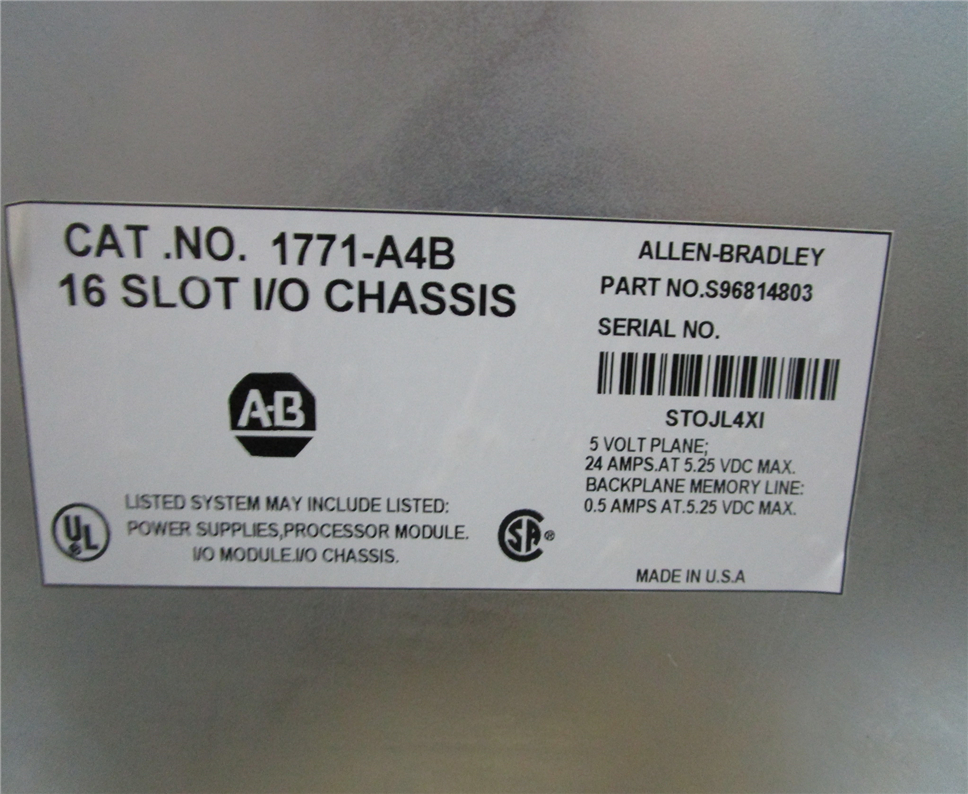 CAT .NO. 1771-A4B
16 SLOT I/O CHASSIS
A-B
LISTED SYSTEM MAY INCLUDE LISTED:
POWER SUPPLIES,PROCESSOR MODULE.
I/O MODULE.I/O CHASSIS.
UL®
SA®
ALLEN-BRADLEY
PART NO.S96814803
SERIAL NO.
STOJL4XI
5 VOLT PLANE;
24 AMPS.AT 5.25 VDC MAX.
BACKPLANE MEMORY LINE:
0.5 AMPS AT.5.25 VDC MAX.
MADE IN U.S.A